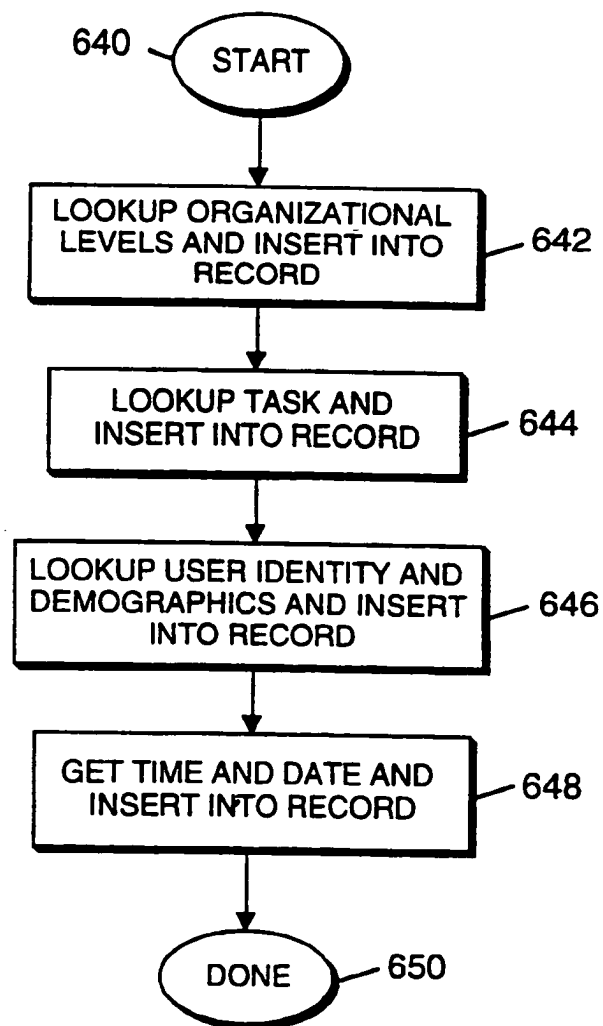 640
START
LOOKUP ORGANIZATIONAL
LEVELS AND INSERT INTO
RECORD
642
LOOKUP TASK AND
INSERT INTO RECORD
644
LOOKUP USER IDENTITY AND
DEMOGRAPHICS AND INSERT
INTO RECORD
646
GET TIME AND DATE AND
INSERT INTO RECORD
648
DONE
650